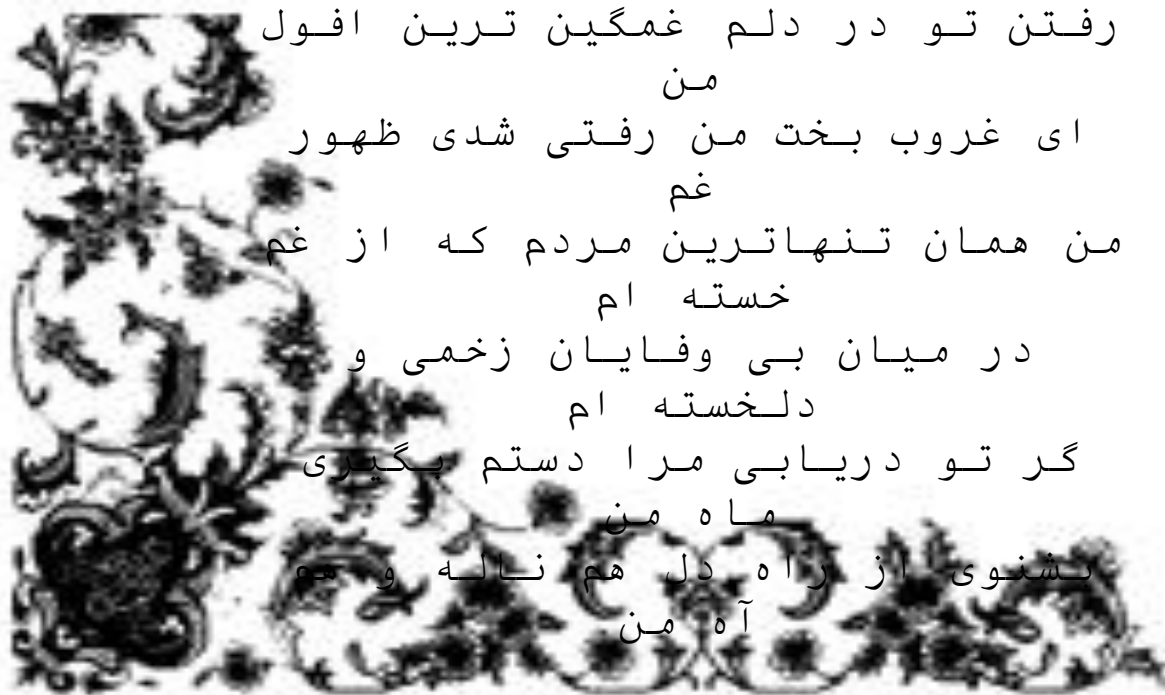 رفتن تو در دلم غمگین ترین افول
من
ای غروب بخت من رفتی شدی ظهور
غم
من همان تنهاترین مردم که از غم
خسته ام
در میان بی وفایان زخمی و
دلخسته ام
گر تو دریابی مرا دستم بگیری
ماه من
بشنوی از راه دل هم ناله و هم
آه من